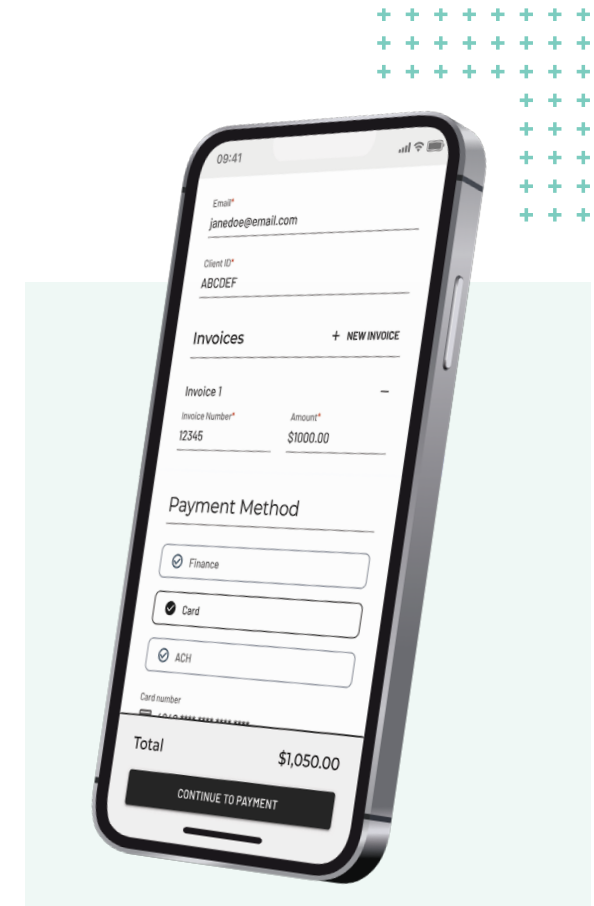 09:41
Email*
janedoe@email.com
Client ID*
ABCDEF
Invoices + NEW INVOICE
Invoice 1 –
Invoice Number* Amount*
12345 $1000.00
Payment Method
Finance
Card
ACH
Card number
Total $1,050.00
CONTINUE TO PAYMENT